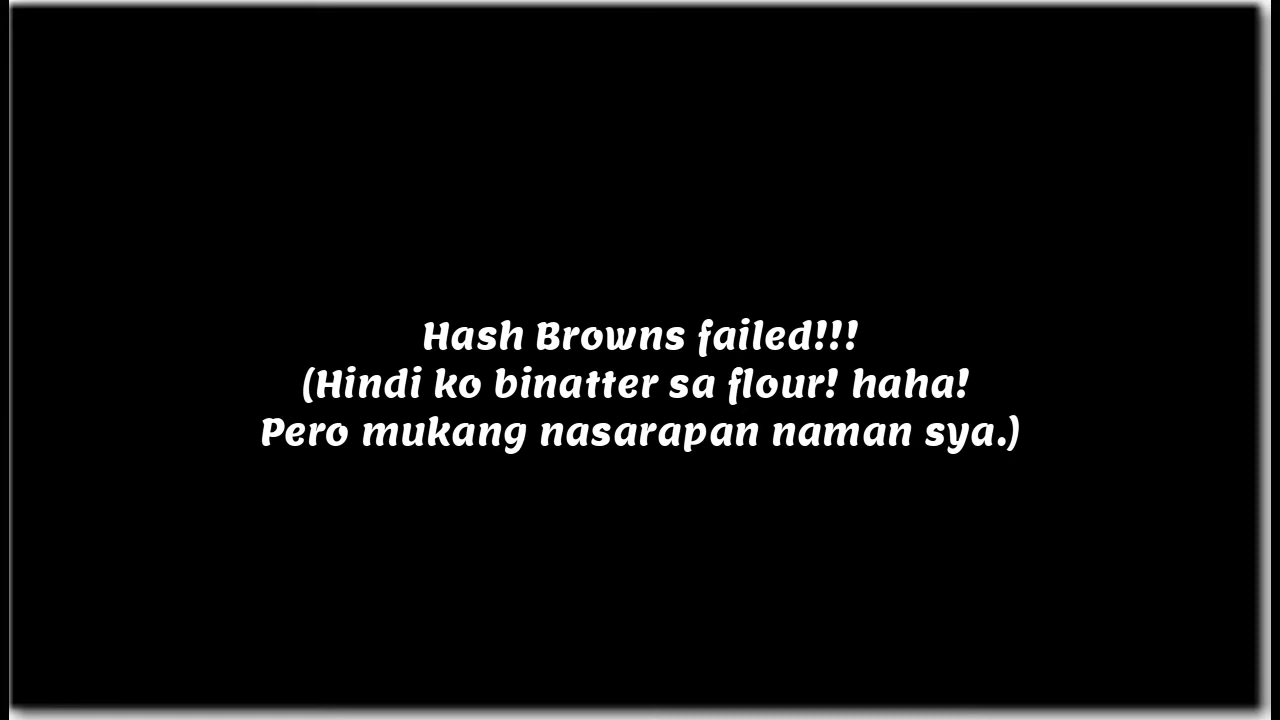 Hash Browns failed!!!
(Hindi ko binatter sa flour! haha!
Pero mukang nasarapan naman sya.)